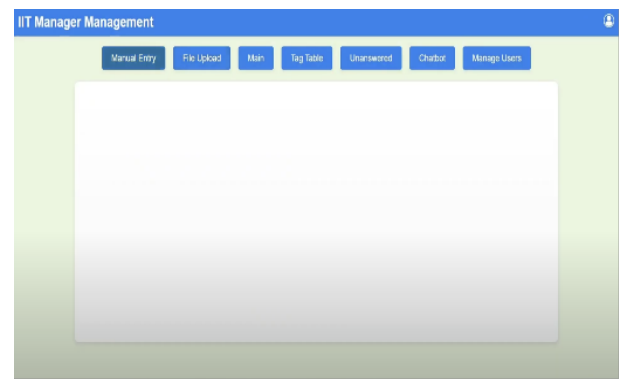 IIT Manager Management
Manual Entry File Upload Main Tag Table Unanswered Chatbot Manage Users